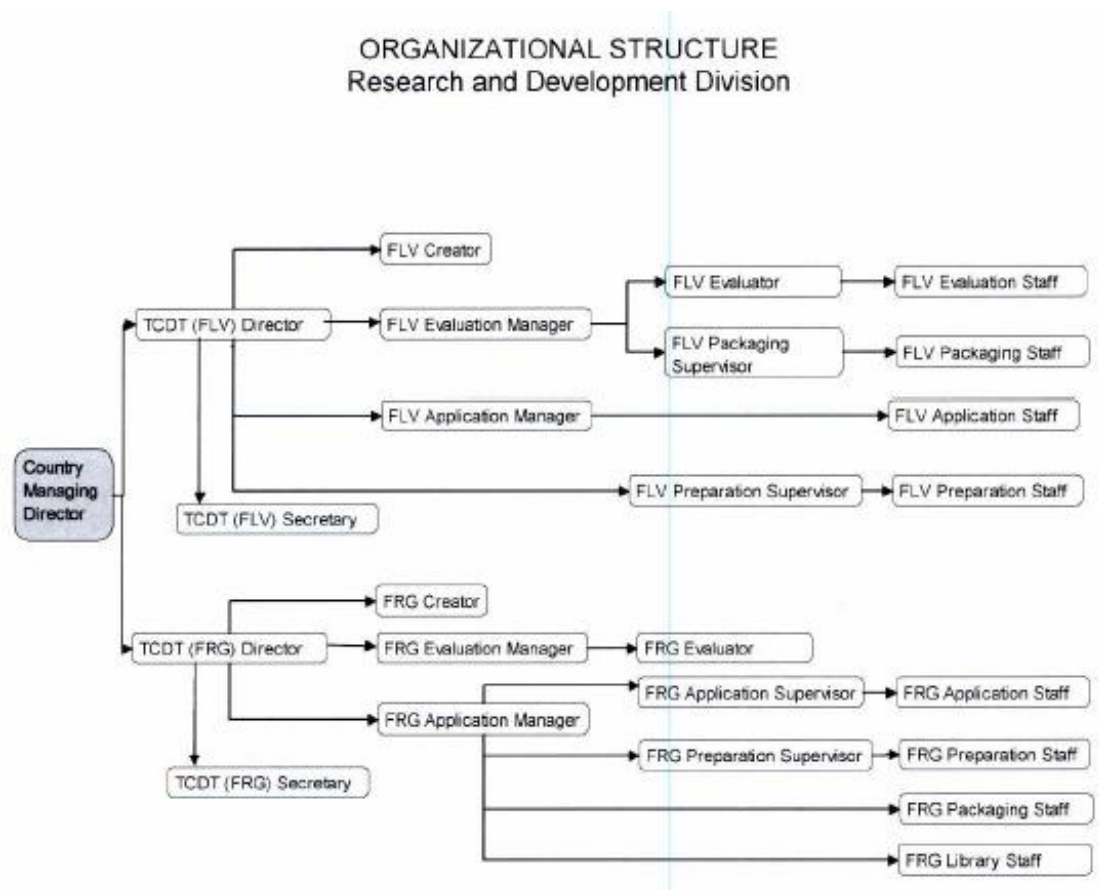 ORGANIZATIONAL STRUCTURE
Research and Development Division
FLV Creator
FLV Evaluator
FLV Evaluation Staff
TCDT (FLV) Director
FLV Evaluation Manager
FLV Packaging
Supervisor
FLV Packaging Staff
FLV Application Manager
FLV Application Staff
Country
Managing
Director
FLV Preparation Supervisor
FLV Preparation Staff
TCDT (FLV) Secretary
FRG Creator
TCDT (FRG) Director
FRG Evaluation Manager
FRG Evaluator
FRG Application Supervisor
FRG Application Staff
FRG Application Manager
FRG Preparation Supervisor
FRG Preparation Staff
TCDT (FRG) Secretary
FRG Packaging Staff
FRG Library Staff